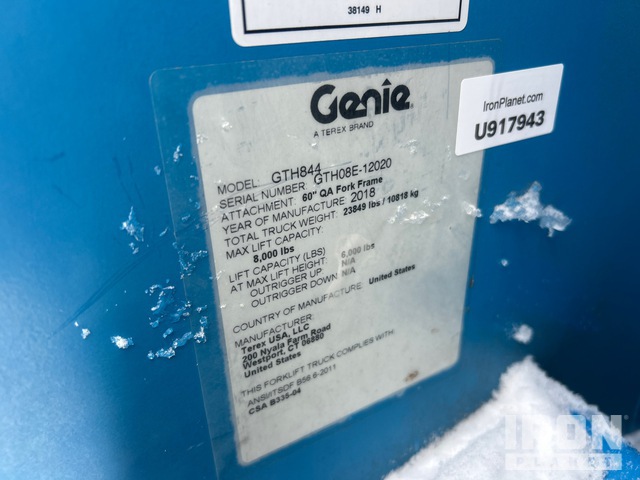 38149 H
Genie
A TEREX BRAND
IronPlanet.com
U917943
MODEL: GTH844
SERIAL NUMBER: GTH08E-12020
ATTACHMENT: 60" QA Fork Frame
YEAR OF MANUFACTURE: 2018
TOTAL TRUCK WEIGHT: 23849 lbs / 10818 kg
MAX LIFT CAPACITY:
8,000 lbs
LIFT CAPACITY (LBS)
AT MAX LIFT HEIGHT: 6,000 lbs
OUTRIGGER UP: N/A
OUTRIGGER DOWN: N/A
COUNTRY OF MANUFACTURE: United States
MANUFACTURER:
Terex USA, LLC
200 Nyala Farm Road
Westport, CT 06880
United States
THIS FORKLIFT TRUCK COMPLIES WITH:
ANSI/ITSDF B56.6-2011
CSA B335-04
IRON
PLANET